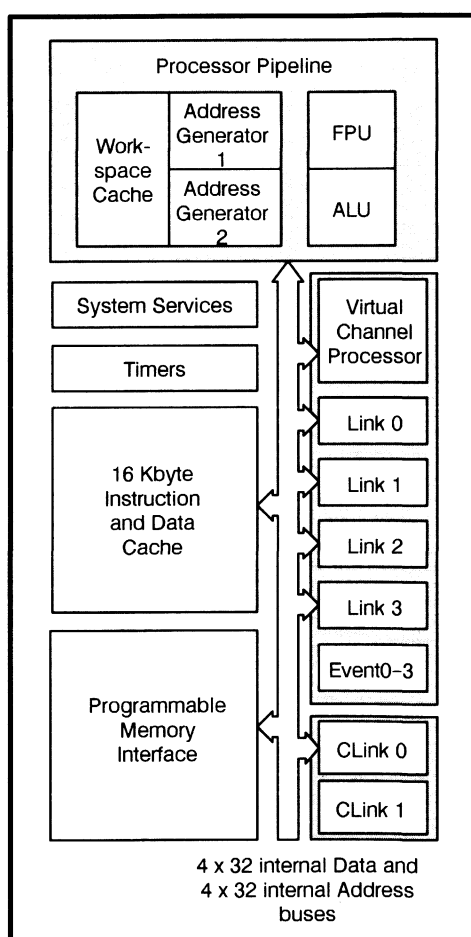 Processor Pipeline
Work-
space
Cache
Address
Generator
1
Address
Generator
2
FPU
ALU
System Services
Timers
16 Kbyte
Instruction
and Data
Cache
Programmable
Memory
Interface
Virtual
Channel
Processor
Link 0
Link 1
Link 2
Link 3
Event0-3
CLink 0
CLink 1
4 x 32 internal Data and
4 x 32 internal Address
buses